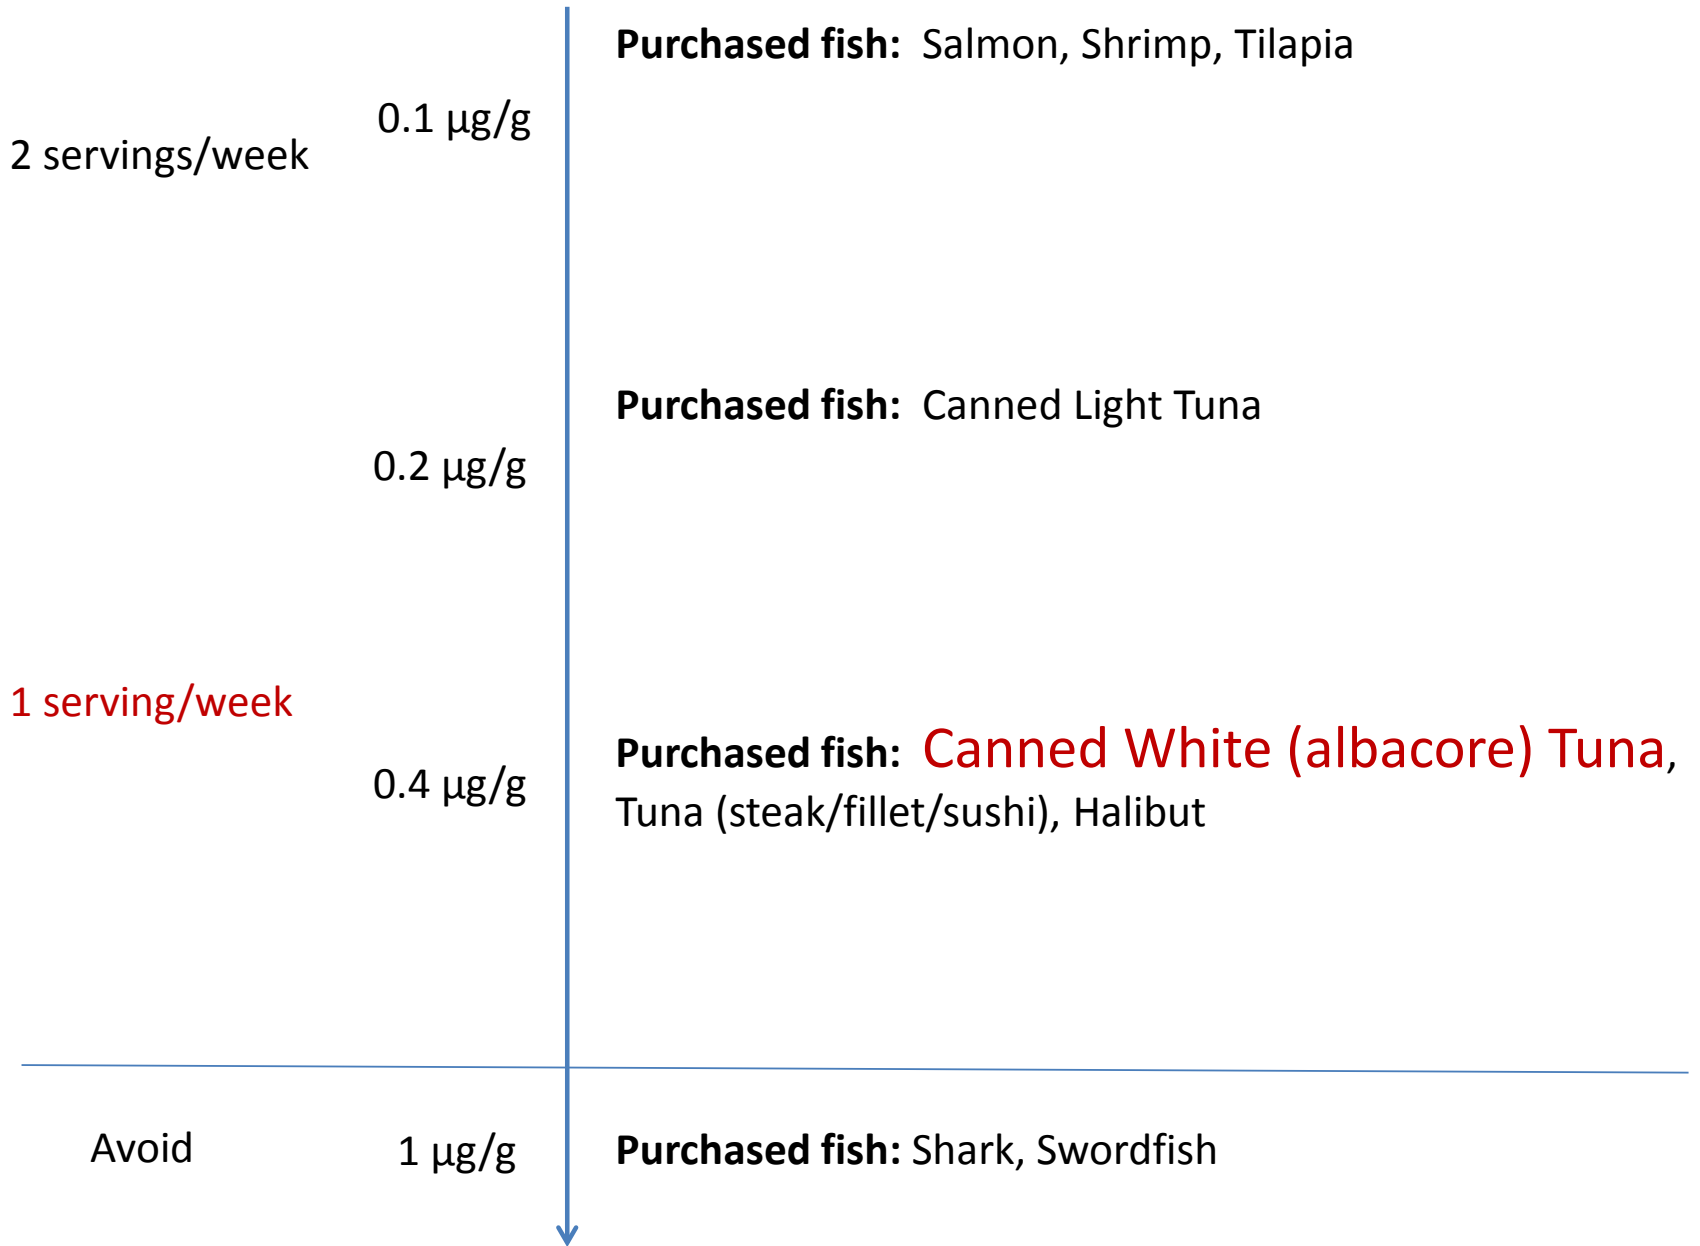 Purchased fish: Salmon, Shrimp, Tilapia
0.1 µg/g
2 servings/week
Purchased fish: Canned Light Tuna
0.2 µg/g
1 serving/week
Purchased fish: Canned White (albacore) Tuna,
Tuna (steak/fillet/sushi), Halibut
0.4 µg/g
Avoid
1 µg/g
Purchased fish: Shark, Swordfish